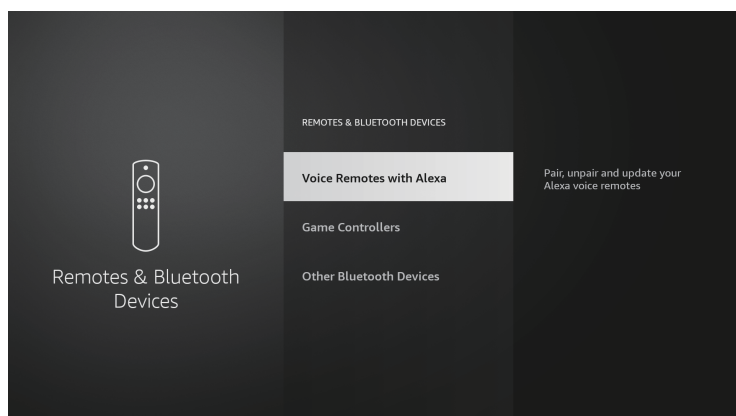 Remotes & Bluetooth
Devices
REMOTES & BLUETOOTH DEVICES
Voice Remotes with Alexa
Game Controllers
Other Bluetooth Devices
Pair, unpair and update your
Alexa voice remotes